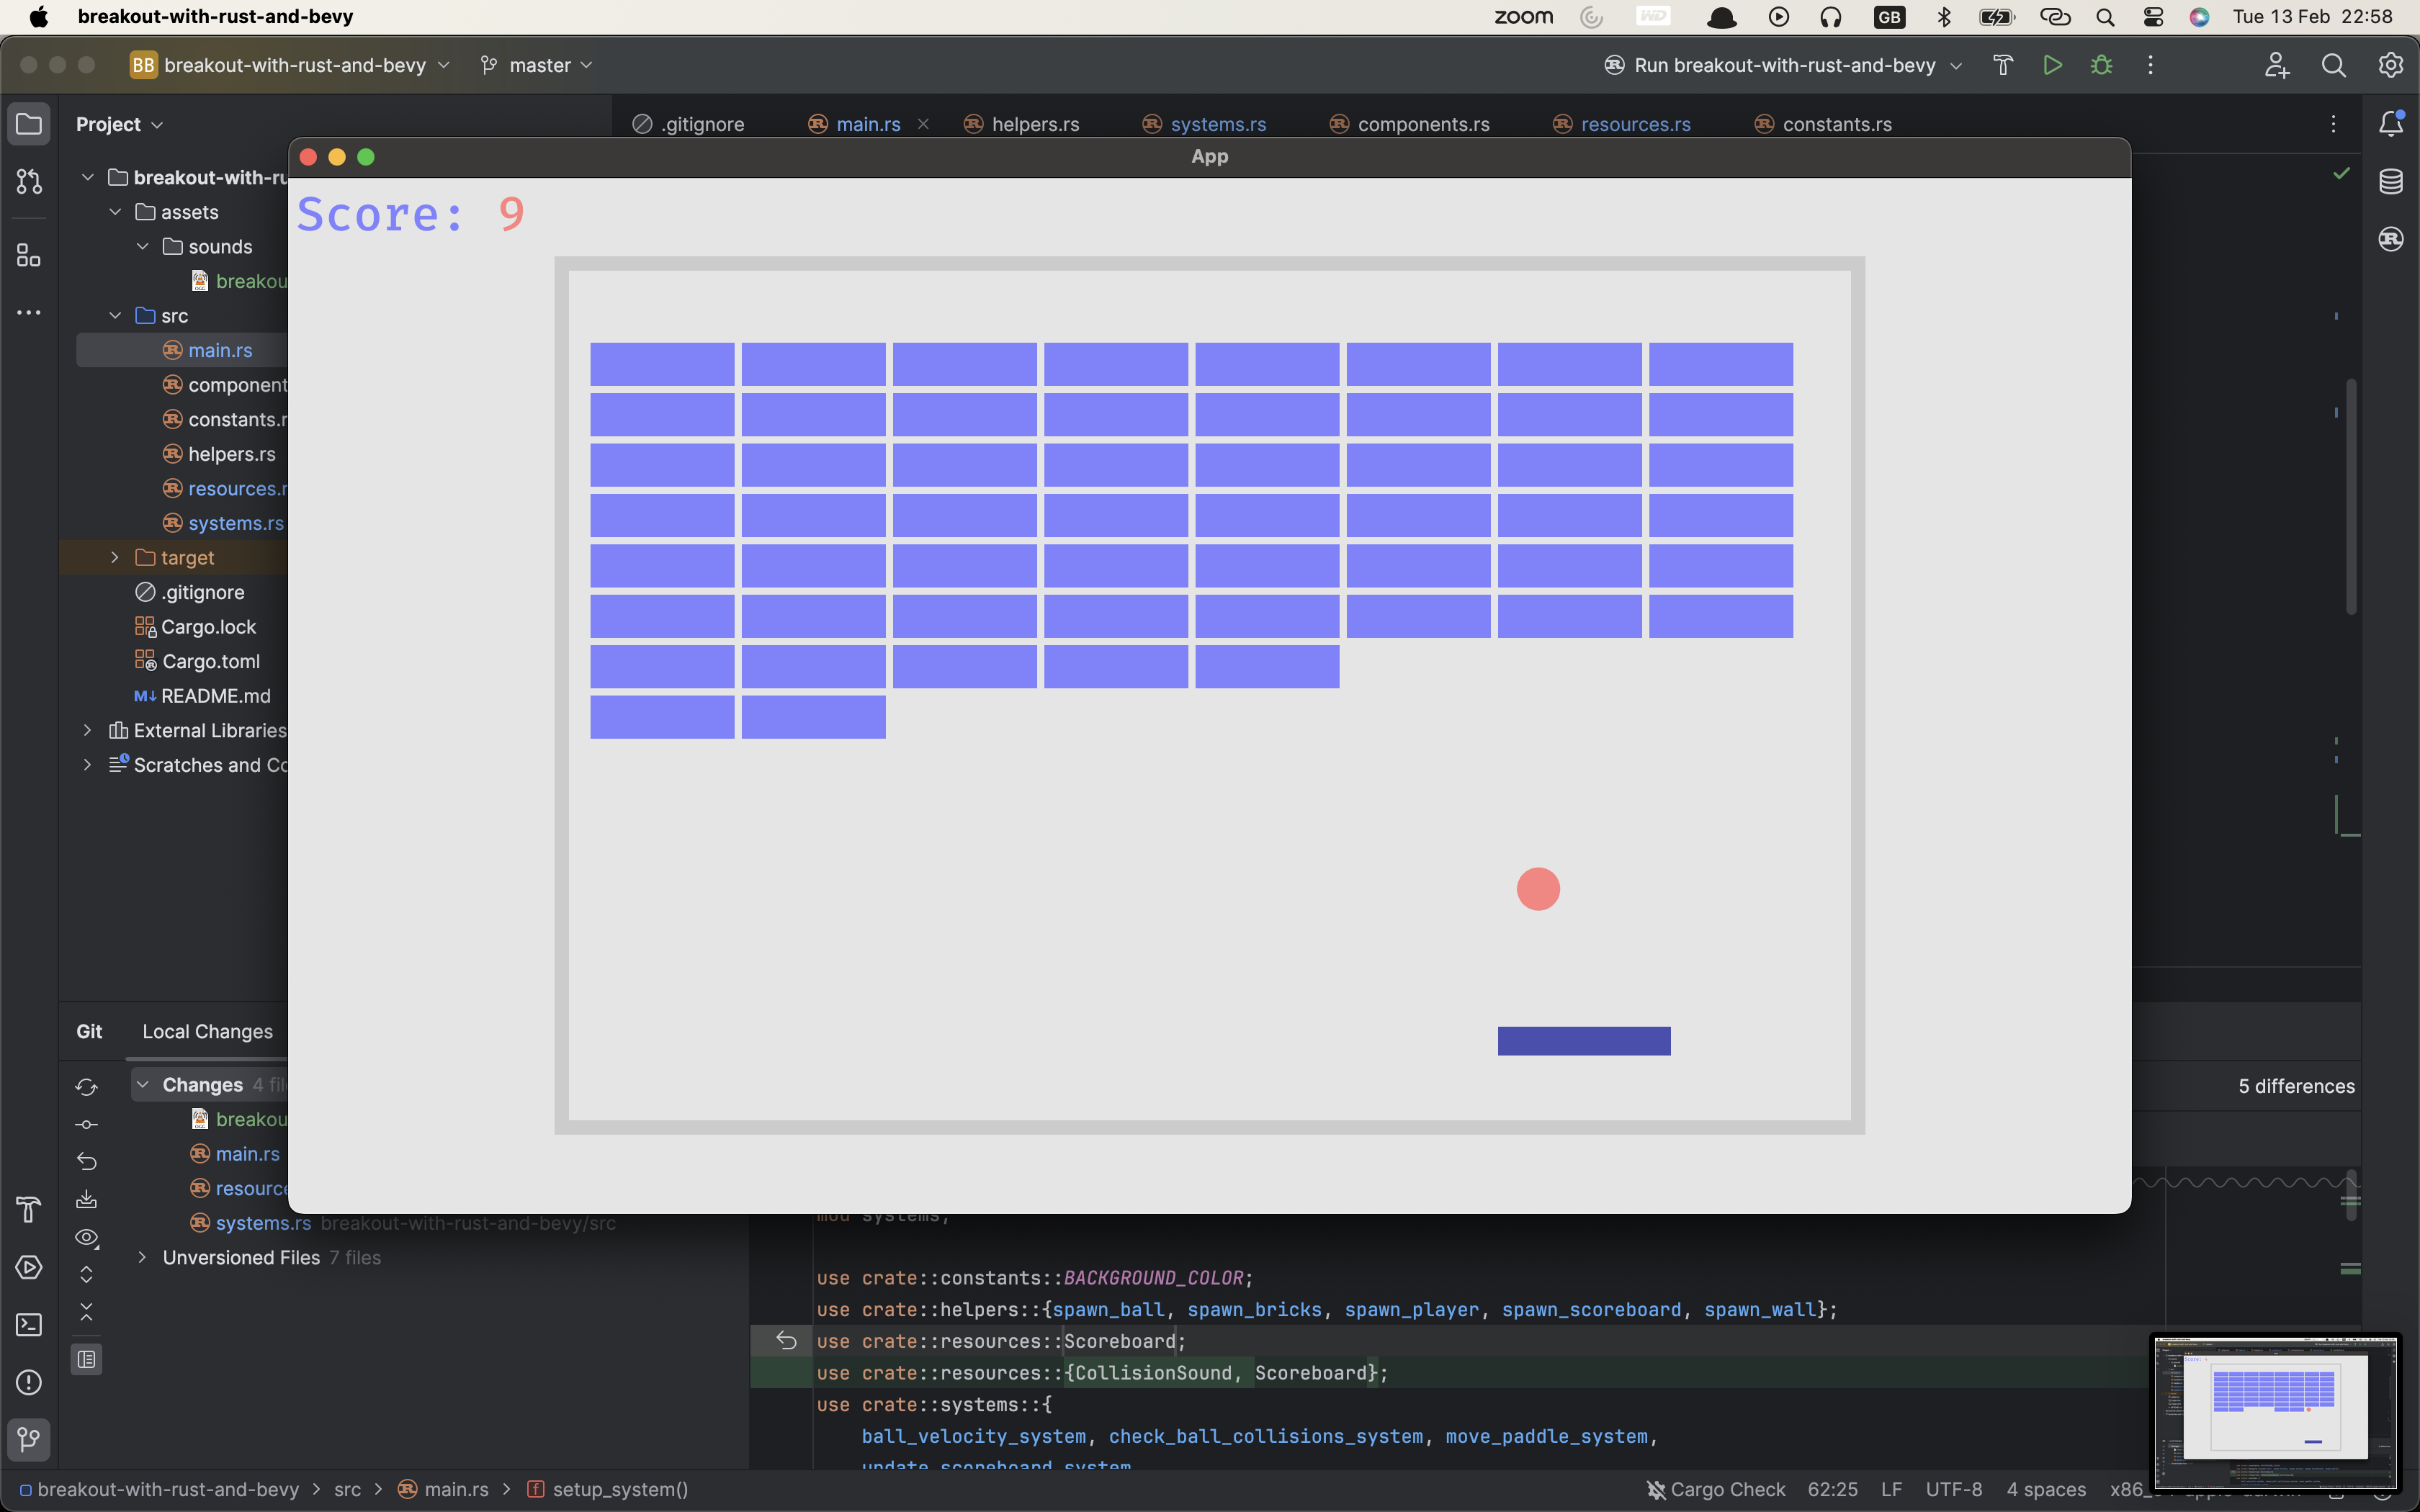 breakout-with-rust-and-bevy
zoom
WD
GB
Tue 13 Feb 22:58
BB breakout-with-rust-and-bevy
master
Run breakout-with-rust-and-bevy
Project
.gitignore
main.rs
helpers.rs
systems.rs
components.rs
resources.rs
constants.rs
App
Score: 9
breakout-with-ru
assets
sounds
breakou
src
main.rs
component
constants.r
helpers.rs
resources.r
systems.rs
target
.gitignore
Cargo.lock
Cargo.toml
M↓ README.md
External Libraries
Scratches and Co
Git
Local Changes
Changes 4 fil
5 differences
breakou
main.rs
resource
systems.rs breakout-with-rust-and-bevy/src
Unversioned Files 7 files
mod systems;
use crate::constants::BACKGROUND_COLOR;
use crate::helpers::{spawn_ball, spawn_bricks, spawn_player, spawn_scoreboard, spawn_wall};
use crate::resources::Scoreboard;
use crate::resources::{CollisionSound, Scoreboard};
use crate::systems::{
ball_velocity_system, check_ball_collisions_system, move_paddle_system,
update_scoreboard_system
breakout-with-rust-and-bevy > src > main.rs > setup_system()
Cargo Check
62:25
LF
UTF-8
4 spaces